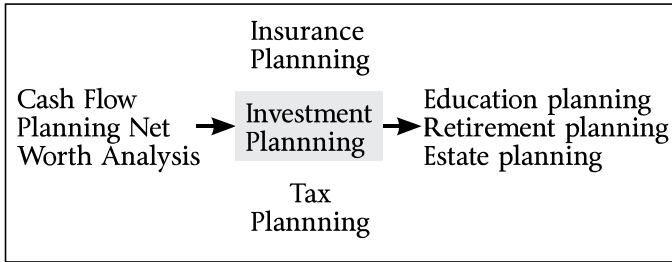 Insurance
Plannning
Cash Flow
Planning Net
Worth Analysis
Investment
Plannning
Education planning
Retirement planning
Estate planning
Tax
Plannning